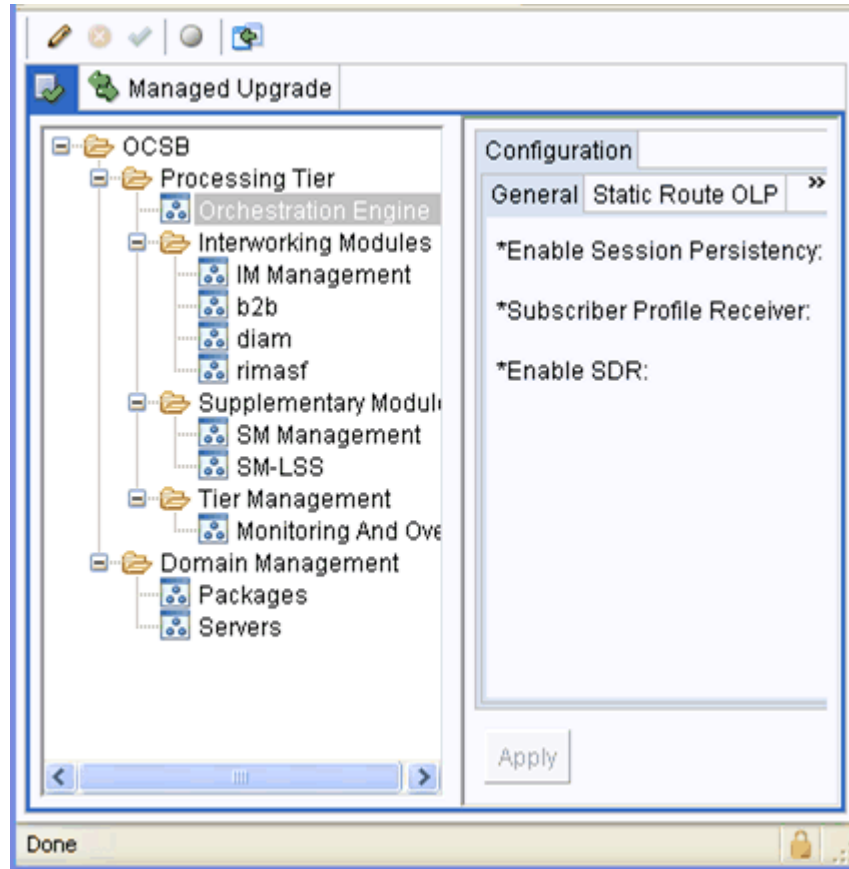 Managed Upgrade
OCSB
Processing Tier
Orchestration Engine
Interworking Modules
IM Management
b2b
diam
rimasf
Supplementary Modul
SM Management
SM-LSS
Tier Management
Monitoring And Ove
Domain Management
Packages
Servers
Configuration
General Static Route OLP »
*Enable Session Persistency:
*Subscriber Profile Receiver:
*Enable SDR:
Apply
Done